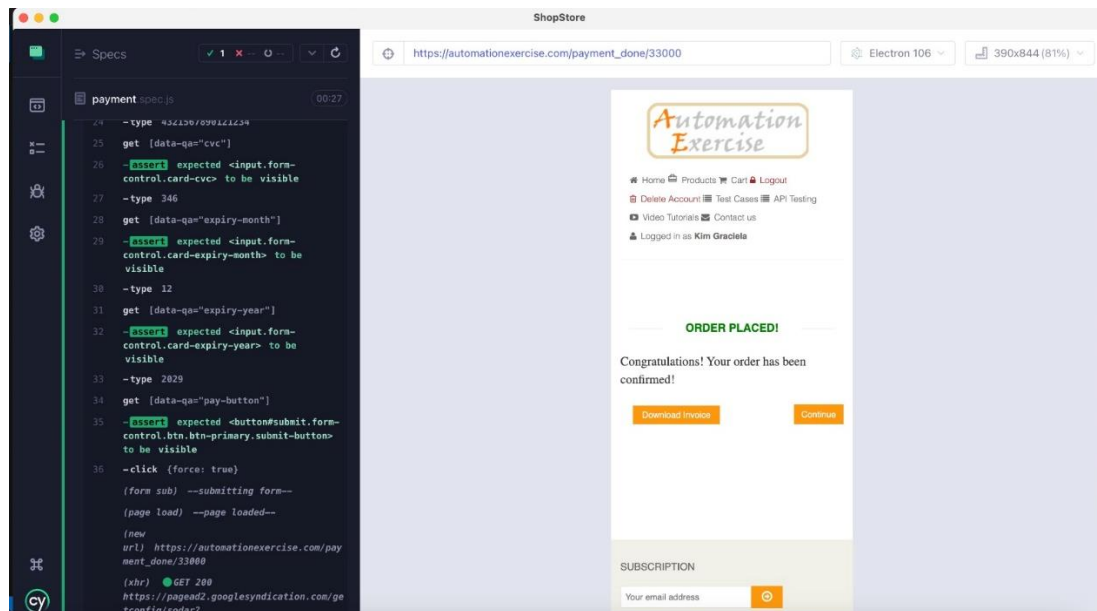 ShopStore
Specs
1 -- --
payment spec.js 00:27
24 -type 4321567890121234
25 get [data-qa="cvc"]
26 -assert expected <input.form-
control.card-cvc> to be visible
27 -type 346
28 get [data-qa="expiry-month"]
29 -assert expected <input.form-
control.card-expiry-month> to be
visible
30 -type 12
31 get [data-qa="expiry-year"]
32 -assert expected <input.form-
control.card-expiry-year> to be
visible
33 -type 2029
34 get [data-qa="pay-button"]
35 -assert expected <button#submit.form-
control.btn.btn-primary.submit-button>
to be visible
36 -click {force: true}
(form sub) --submitting form--
(page load) --page loaded--
(new
url) https://automationexercise.com/pay
ment_done/33000
(xhr) GET 200
https://pagead2.googlesyndication.com/ge
tconfig/sodar?
cy
https://automationexercise.com/payment_done/33000
Electron 106
390x844 (81%)
Automation
Exercise
Home Products Cart Logout
Delete Account Test Cases API Testing
Video Tutorials Contact us
Logged in as Kim Graciela
ORDER PLACED!
Congratulations! Your order has been
confirmed!
Download Invoice Continue
SUBSCRIPTION
Your email address